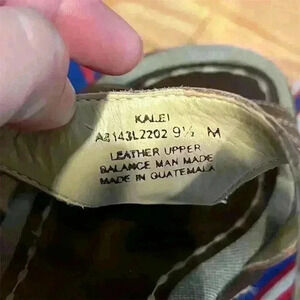 KALEI
A2143L2202 9½ M
LEATHER UPPER
BALANCE MAN MADE
MADE IN GUATEMALA